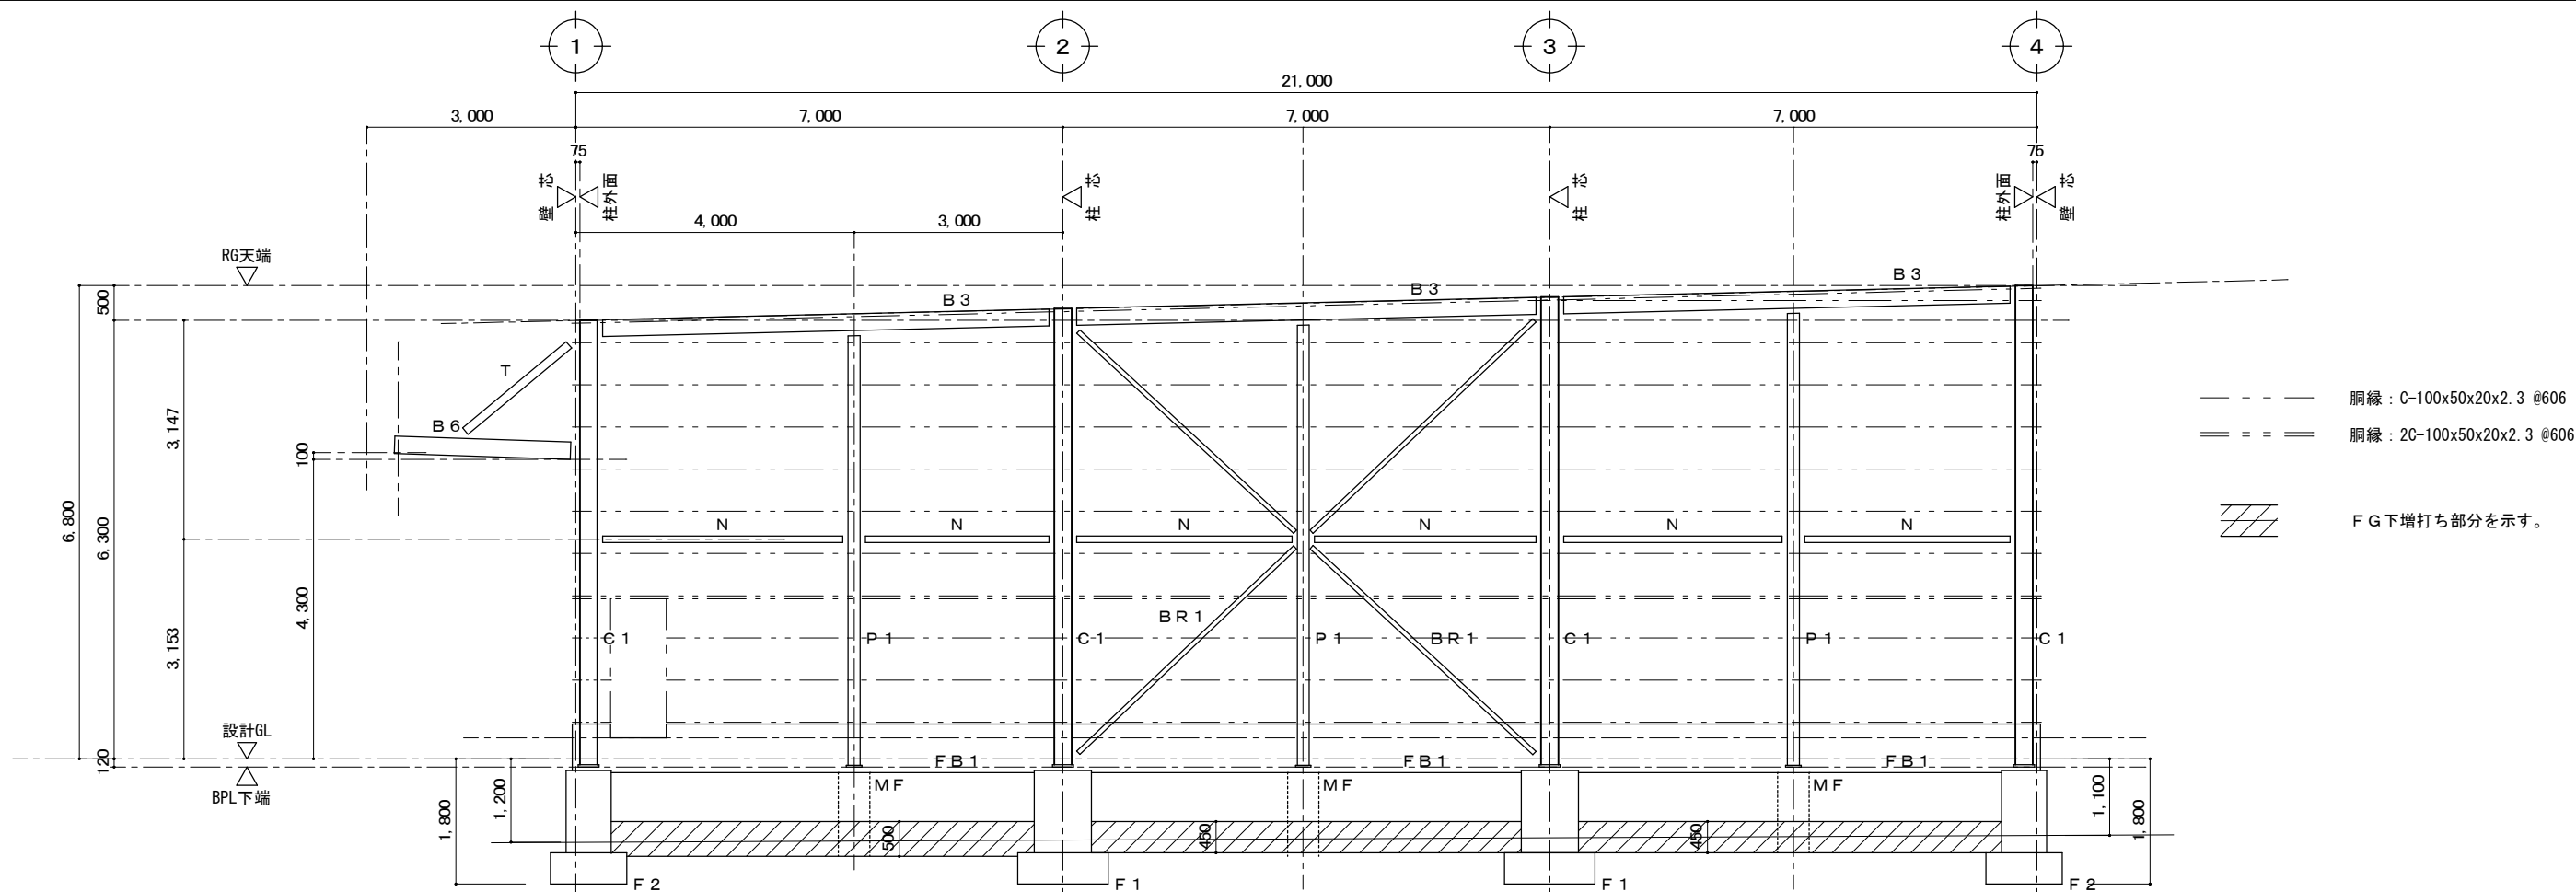 1 2 3 4
21,000
3,000 7,000 7,000 7,000
75 75
壁 芯 柱外面 柱 芯 柱 芯 柱外面 壁 芯
4,000 3,000
RG天端
B3 B3 B3
500
T
B6
3,147
100
胴縁：C-100x50x20x2.3 @606
胴縁：2C-100x50x20x2.3 @606
6,800
6,300
N N N N N N
FG下増打ち部分を示す。
4,300
3,153
BR1 BR1
C1 P1 C1 P1 C1 P1 C1
設計GL
120
FB1 FB1 FB1
BPL下端
MF MF MF
1,800
1,200
500
450
450
1,100
1,800
F2 F1 F1 F2